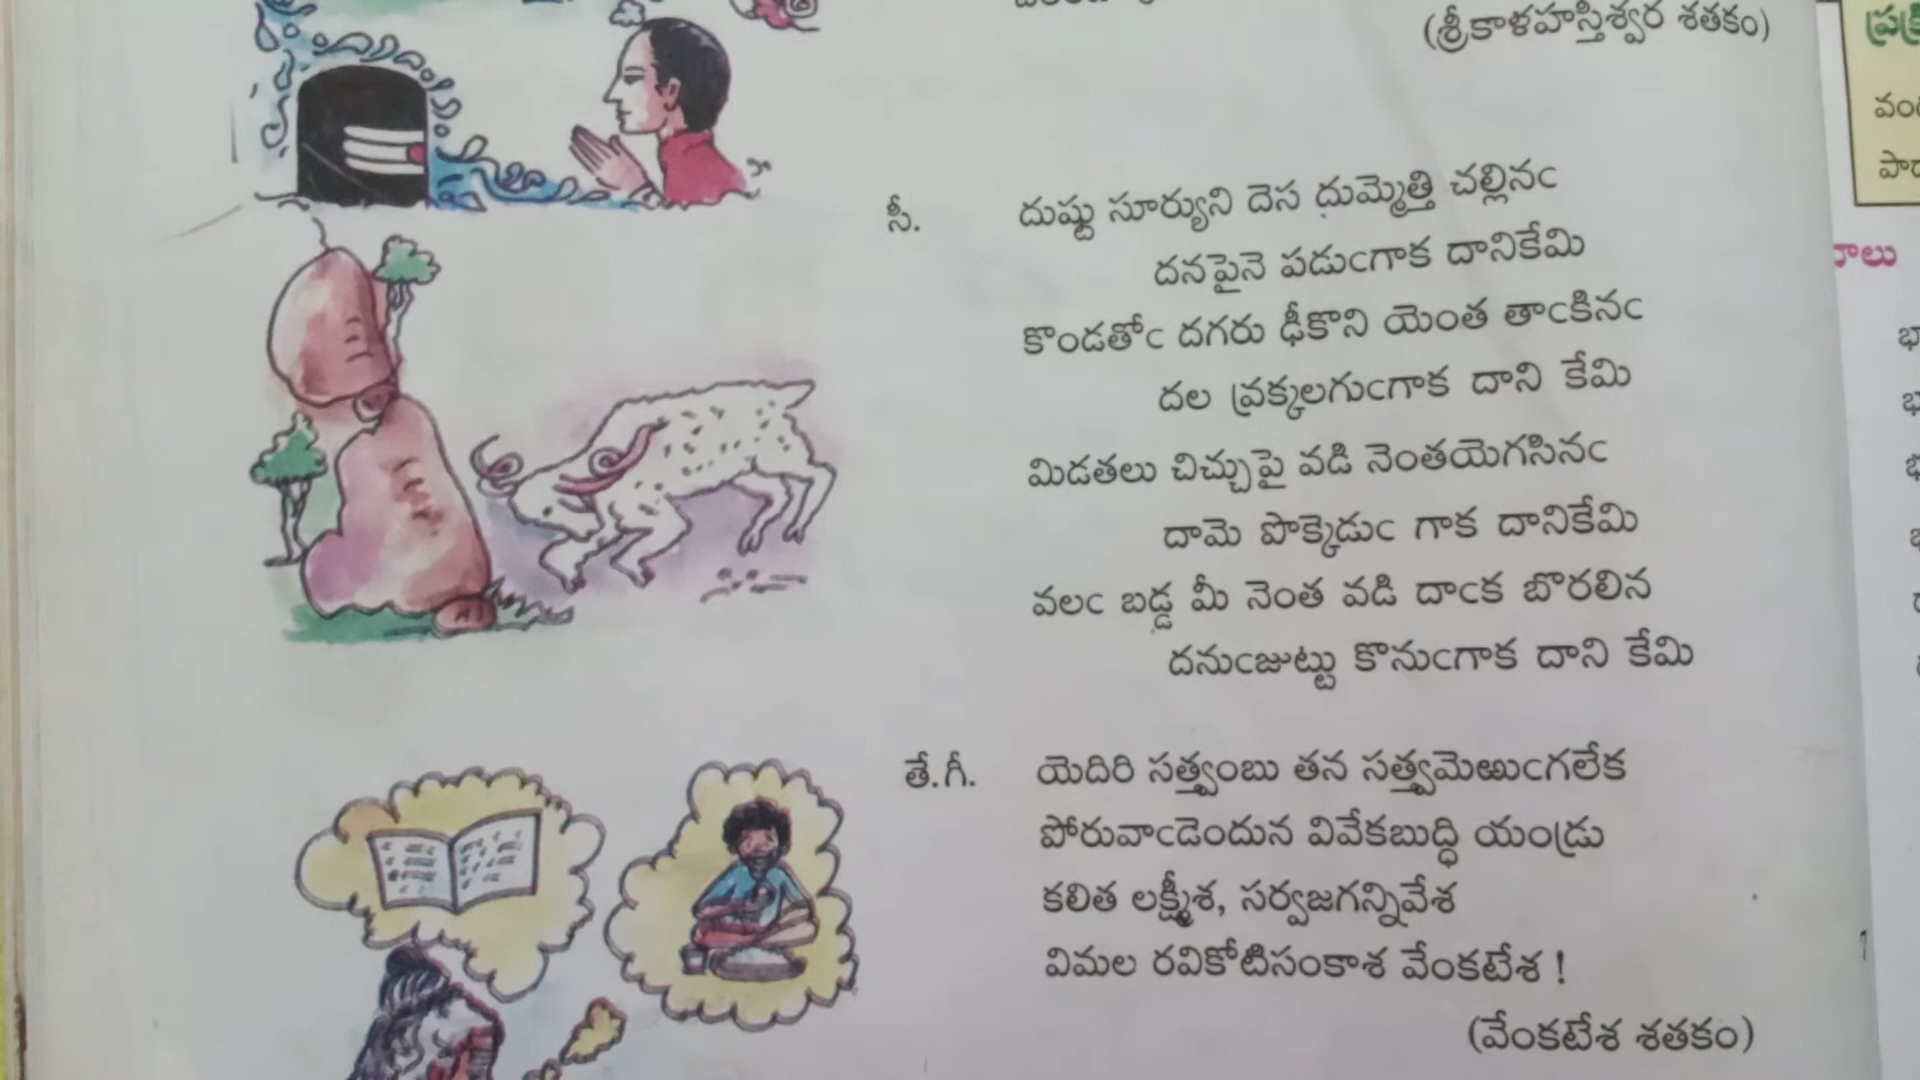 (శ్రీకాళహస్తీశ్వర శతకం)
సీ. దుష్టు సూర్యుని దెస దుమ్మెత్తి చల్లినఁ
దనపైనె పడుఁగాక దానికేమి
కొండతోఁ దగరు ఢీకొని యెంత తాఁకినఁ
దల వ్రక్కలగుఁగాక దాని కేమి
మిడతలు చిచ్చుపై వడి నెంతయెగసినఁ
దామె పొక్కెడుఁ గాక దానికేమి
వలఁ బడ్డ మీ నెంత వడి దాఁక బొరలిన
దనుఁజుట్టు కొనుఁగాక దాని కేమి
తే.గీ. యెదిరి సత్త్వంబు తన సత్త్వమెఱుఁగలేక
పోరువాఁడెందున వివేకబుద్ధి యండ్రు
కలిత లక్ష్మీశ, సర్వజగన్నివేశ
విమల రవికోటిసంకాశ వేంకటేశ !
(వేంకటేశ శతకం)